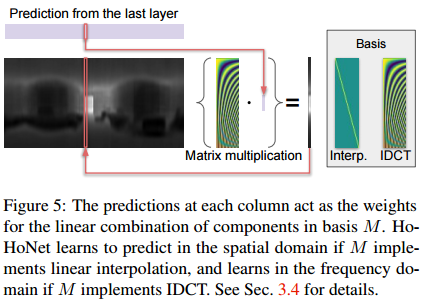 Prediction from the last layer
Basis
Matrix multiplication
Interp. IDCT
Figure 5: The predictions at each column act as the weights
for the linear combination of components in basis M. Ho-
HoNet learns to predict in the spatial domain if M imple-
ments linear interpolation, and learns in the frequency do-
main if M implements IDCT. See Sec. 3.4 for details.